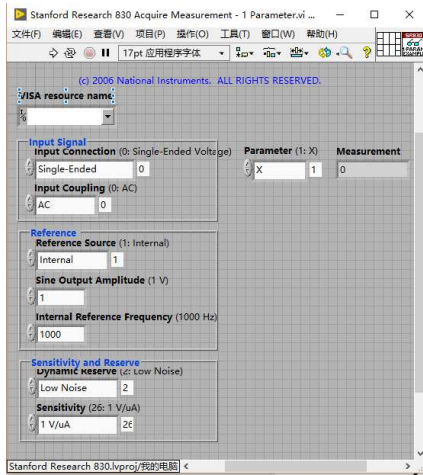 Stanford Research 830 Acquire Measurement - 1 Parameter.vi ...
文件(F) 编辑(E) 查看(V) 项目(P) 操作(O) 工具(T) 窗口(W) 帮助(H)
17pt 应用程序字体
(c) 2006 National Instruments. ALL RIGHTS RESERVED.
VISA resource name
Input Signal
Input Connection (0: Single-Ended Voltage) Parameter (1: X) Measurement
Single-Ended 0 X 1 0
Input Coupling (0: AC)
AC 0
Reference
Reference Source (1: Internal)
Internal 1
Sine Output Amplitude (1 V)
1
Internal Reference Frequency (1000 Hz)
1000
Sensitivity and Reserve
Dynamic Reserve (2: Low Noise)
Low Noise 2
Sensitivity (26: 1 V/uA)
1 V/uA 26
Stanford Research 830.lvproj/我的电脑